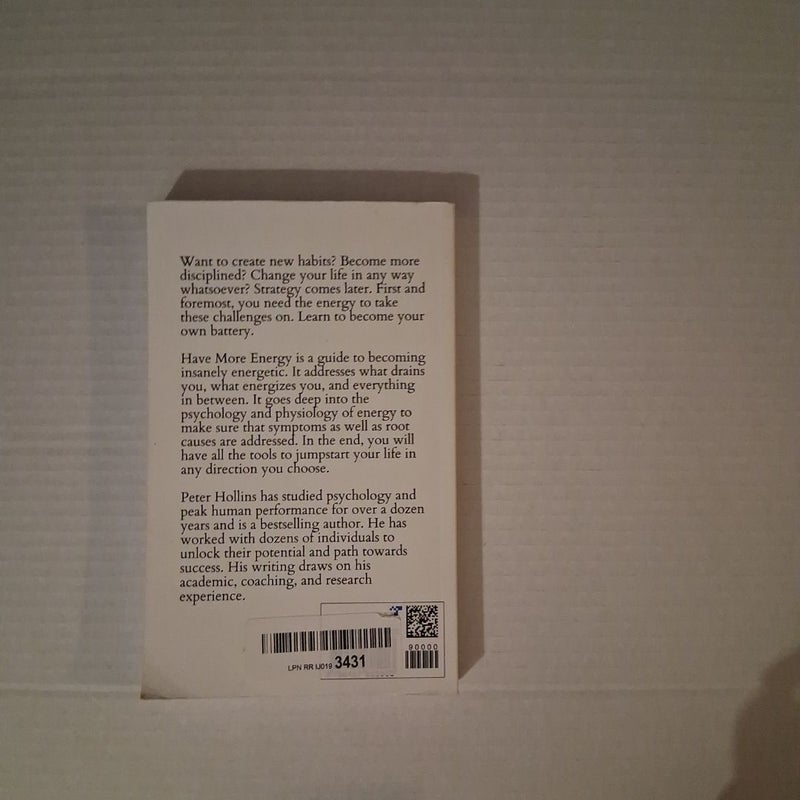 Want to create new habits? Become more
disciplined? Change your life in any way
whatsoever? Strategy comes later. First and
foremost, you need the energy to take
these challenges on. Learn to become your
own battery.
Have More Energy is a guide to becoming
insanely energetic. It addresses what drains
you, what energizes you, and everything
in between. It goes deep into the
psychology and physiology of energy to
make sure that symptoms as well as root
causes are addressed. In the end, you will
have all the tools to jumpstart your life in
any direction you choose.
Peter Hollins has studied psychology and
peak human performance for over a dozen
years and is a bestselling author. He has
worked with dozens of individuals to
unlock their potential and path towards
success. His writing draws on his
academic, coaching, and research
experience.
90000
LPN RR IJ019 3431